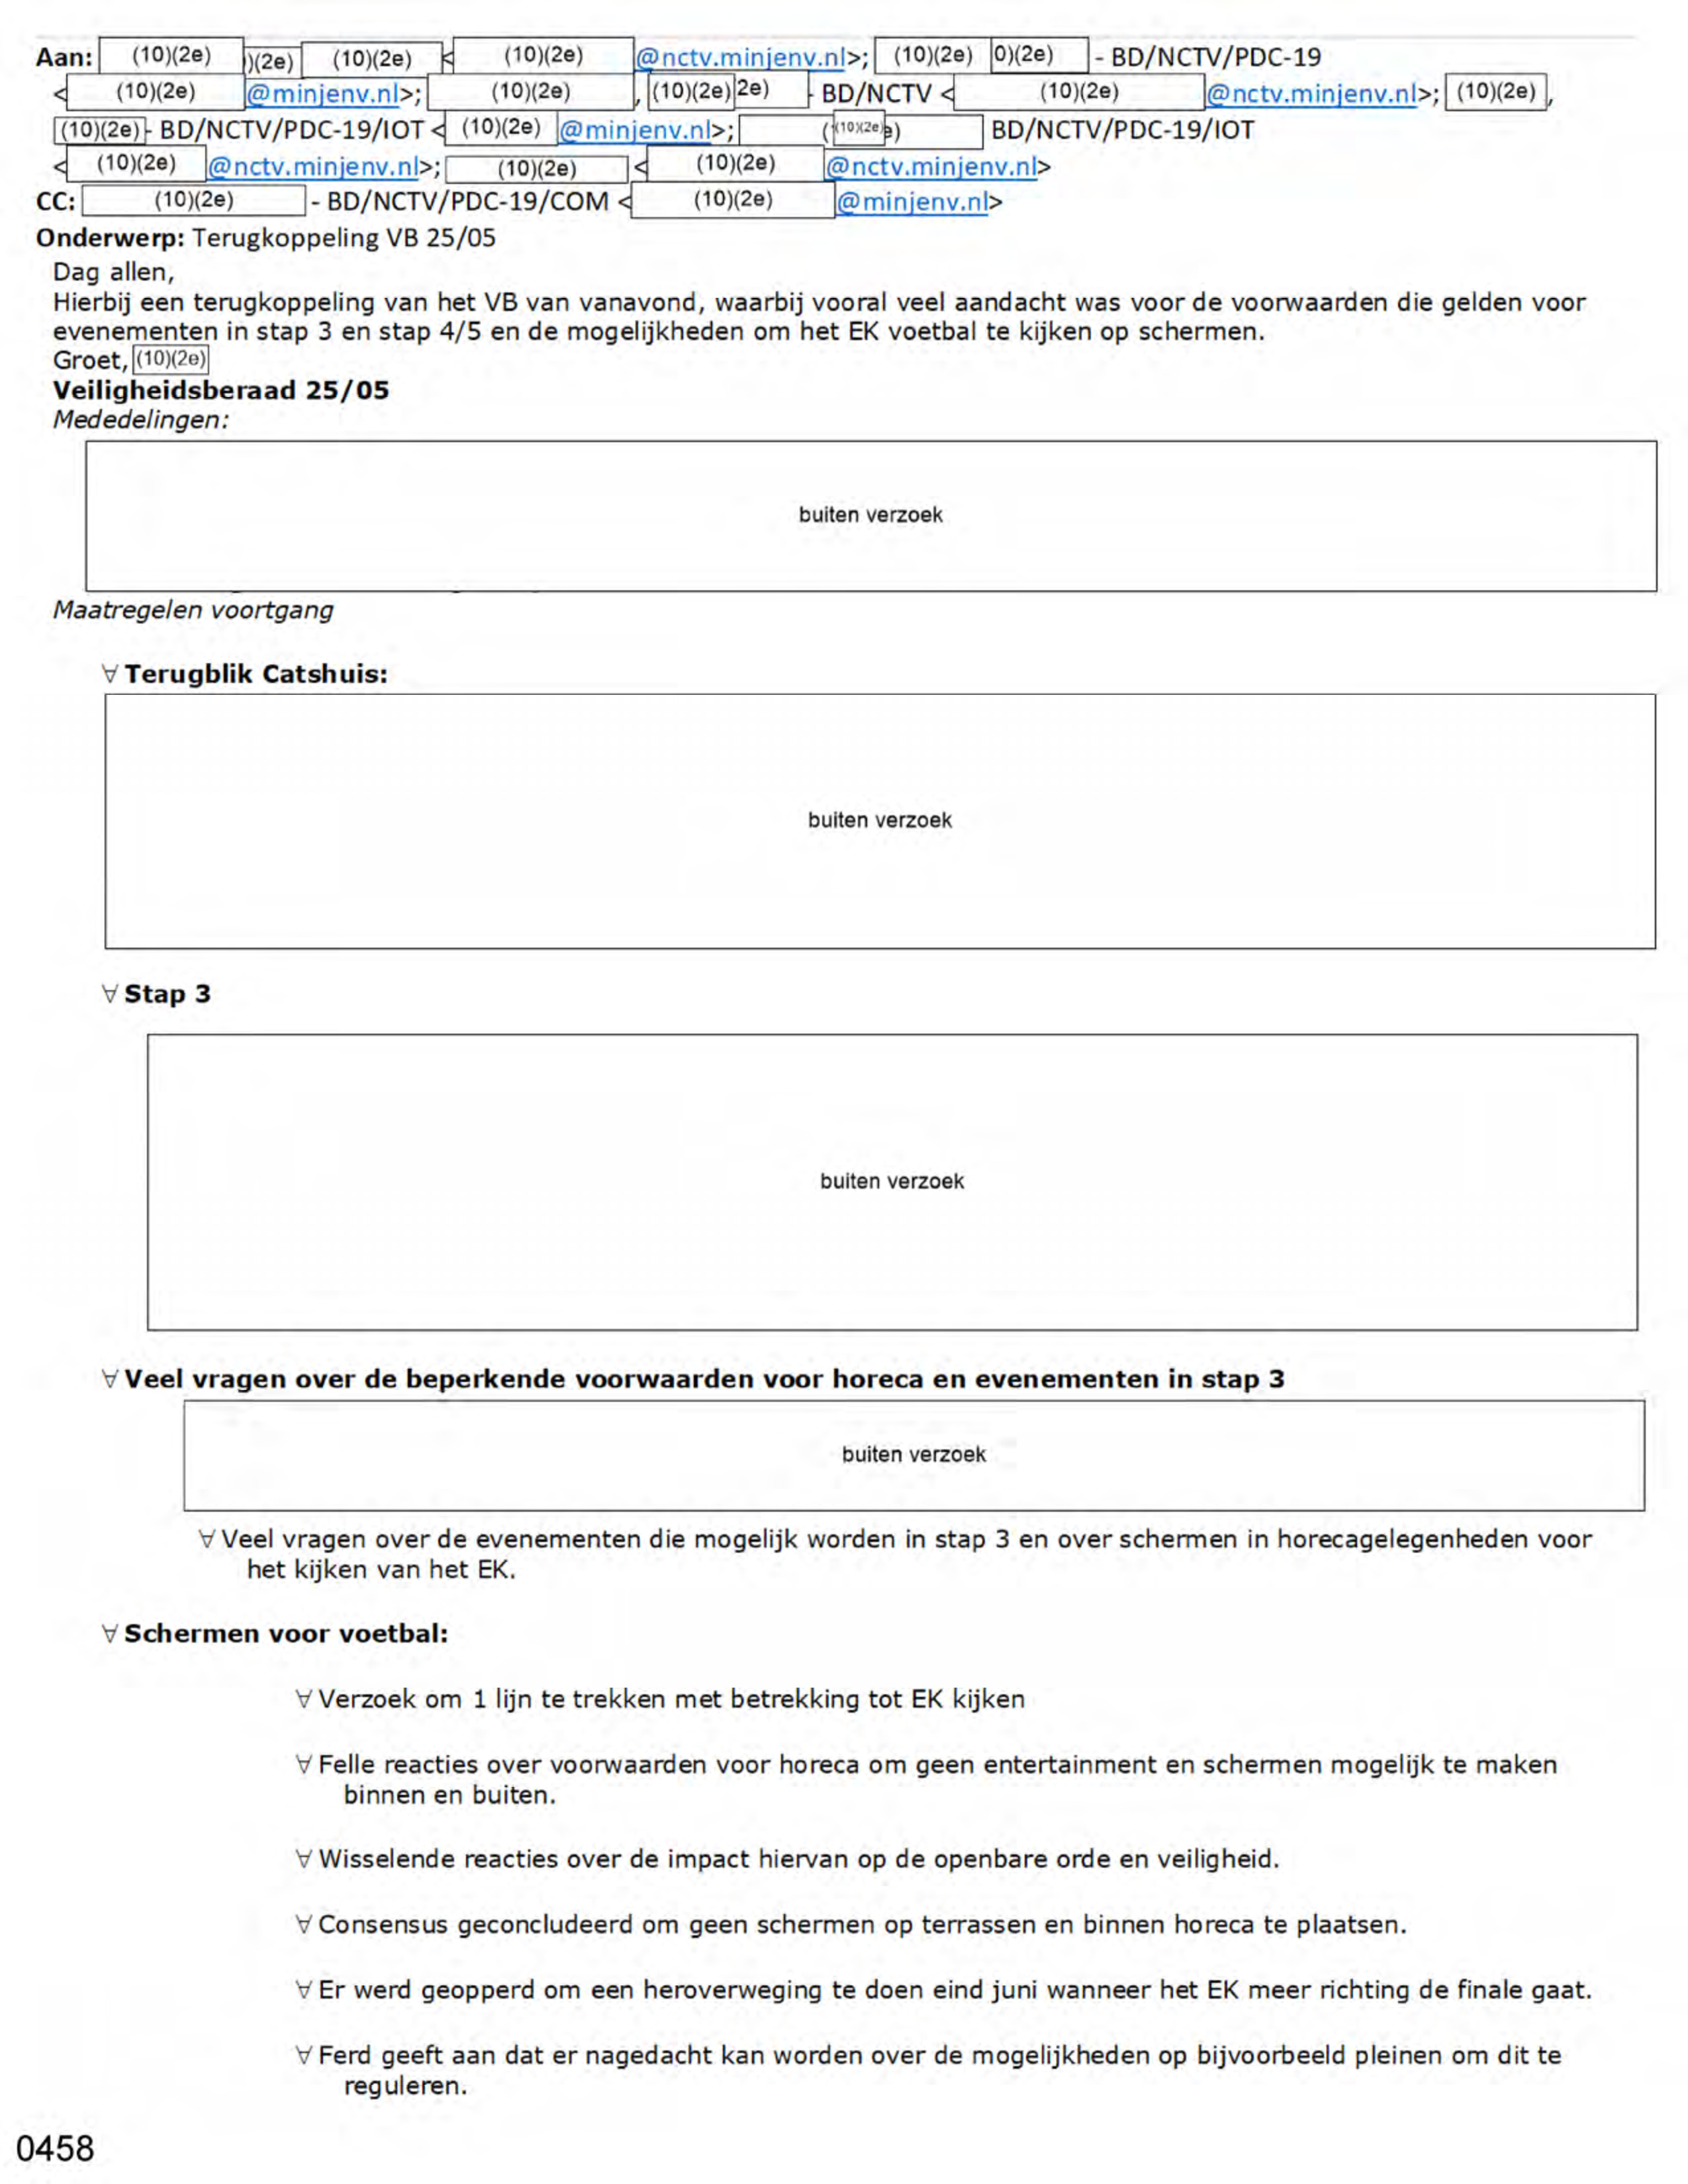 Aan: (10)(2e) )(2e) (10)(2e) < (10)(2e) @nctv.minjenv.nl>; (10)(2e) 0)(2e) - BD/NCTV/PDC-19
< (10)(2e) @minjenv.nl>; (10)(2e) , (10)(2e) 2e) - BD/NCTV < (10)(2e) @nctv.minjenv.nl>; (10)(2e) ,
(10)(2e) - BD/NCTV/PDC-19/IOT < (10)(2e) @minjenv.nl>; ( (10)(2e) e) BD/NCTV/PDC-19/IOT
< (10)(2e) @nctv.minjenv.nl>; (10)(2e) < (10)(2e) @nctv.minjenv.nl>
CC: (10)(2e) - BD/NCTV/PDC-19/COM < (10)(2e) @minjenv.nl>
Onderwerp: Terugkoppeling VB 25/05
Dag allen,
Hierbij een terugkoppeling van het VB van vanavond, waarbij vooral veel aandacht was voor de voorwaarden die gelden voor
evenementen in stap 3 en stap 4/5 en de mogelijkheden om het EK voetbal te kijken op schermen.
Groet, (10)(2e)
Veiligheidsberaad 25/05
Mededelingen:
buiten verzoek
Maatregelen voortgang
∀ Terugblik Catshuis:
buiten verzoek
∀ Stap 3
buiten verzoek
∀ Veel vragen over de beperkende voorwaarden voor horeca en evenementen in stap 3
buiten verzoek
∀ Veel vragen over de evenementen die mogelijk worden in stap 3 en over schermen in horecagelegenheden voor
het kijken van het EK.
∀ Schermen voor voetbal:
∀ Verzoek om 1 lijn te trekken met betrekking tot EK kijken
∀ Felle reacties over voorwaarden voor horeca om geen entertainment en schermen mogelijk te maken
binnen en buiten.
∀ Wisselende reacties over de impact hiervan op de openbare orde en veiligheid.
∀ Consensus geconcludeerd om geen schermen op terrassen en binnen horeca te plaatsen.
∀ Er werd geopperd om een heroverweging te doen eind juni wanneer het EK meer richting de finale gaat.
∀ Ferd geeft aan dat er nagedacht kan worden over de mogelijkheden op bijvoorbeeld pleinen om dit te
reguleren.
0458